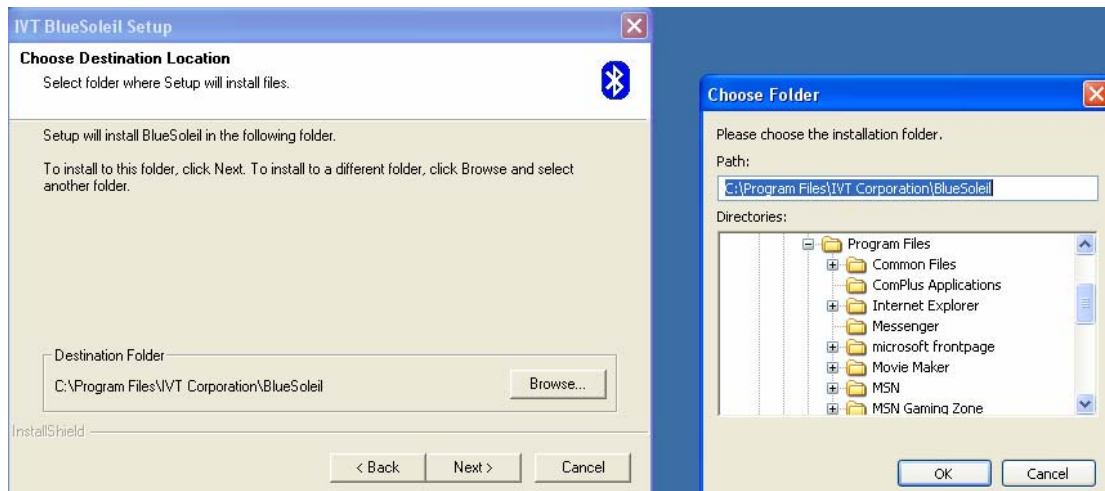 IVT BlueSoleil Setup
Choose Destination Location
Select folder where Setup will install files.
Setup will install BlueSoleil in the following folder.
To install to this folder, click Next. To install to a different folder, click Browse and select
another folder.
Destination Folder
C:\Program Files\IVT Corporation\BlueSoleil
Browse...
InstallShield
< Back
Next >
Cancel
Choose Folder
Please choose the installation folder.
Path:
C:\Program Files\IVT Corporation\BlueSoleil
Directories:
Program Files
Common Files
ComPlus Applications
Internet Explorer
Messenger
microsoft frontpage
Movie Maker
MSN
MSN Gaming Zone
OK
Cancel